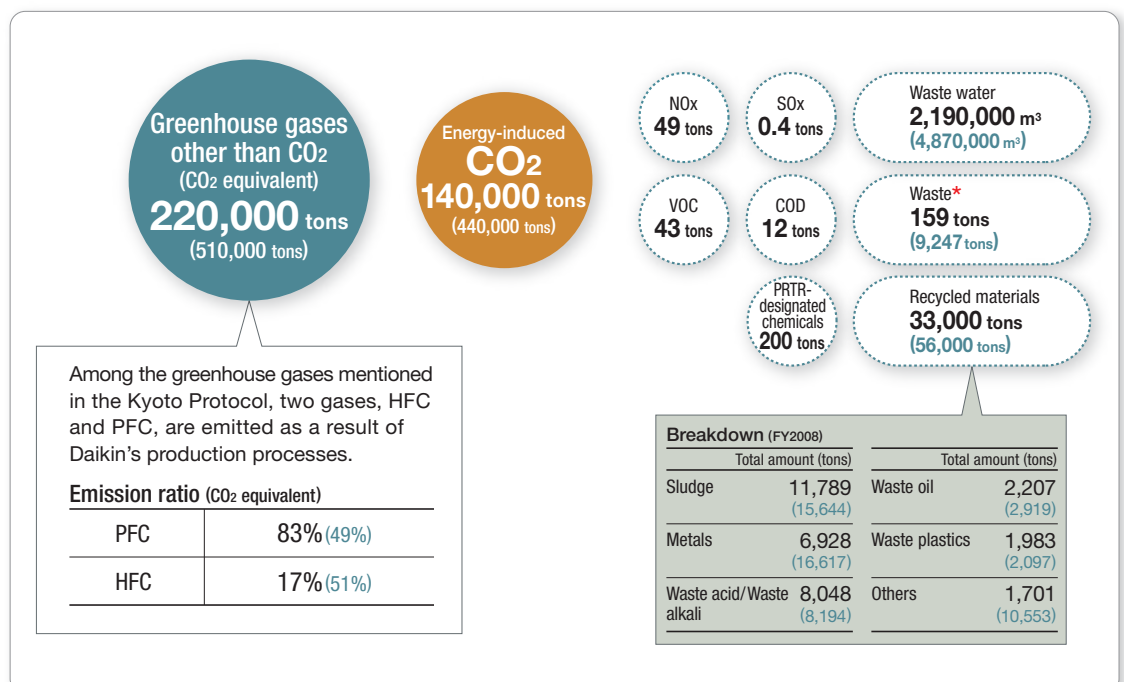 Greenhouse gases
other than CO2
(CO2 equivalent)
220,000 tons
(510,000 tons)
Energy-induced
CO2
140,000 tons
(440,000 tons)
NOx
49 tons
SOx
0.4 tons
Waste water
2,190,000 m³
(4,870,000 m³)
VOC
43 tons
COD
12 tons
Waste*
159 tons
(9,247 tons)
PRTR-
designated
chemicals
200 tons
Recycled materials
33,000 tons
(56,000 tons)
Among the greenhouse gases mentioned
in the Kyoto Protocol, two gases, HFC
and PFC, are emitted as a result of
Daikin's production processes.
Emission ratio (CO2 equivalent)
PFC 83% (49%)
HFC 17% (51%)
Breakdown (FY2008)
Total amount (tons) Total amount (tons)
Sludge 11,789 Waste oil 2,207
(15,644) (2,919)
Metals 6,928 Waste plastics 1,983
(16,617) (2,097)
Waste acid/Waste 8,048 Others 1,701
alkali (8,194) (10,553)